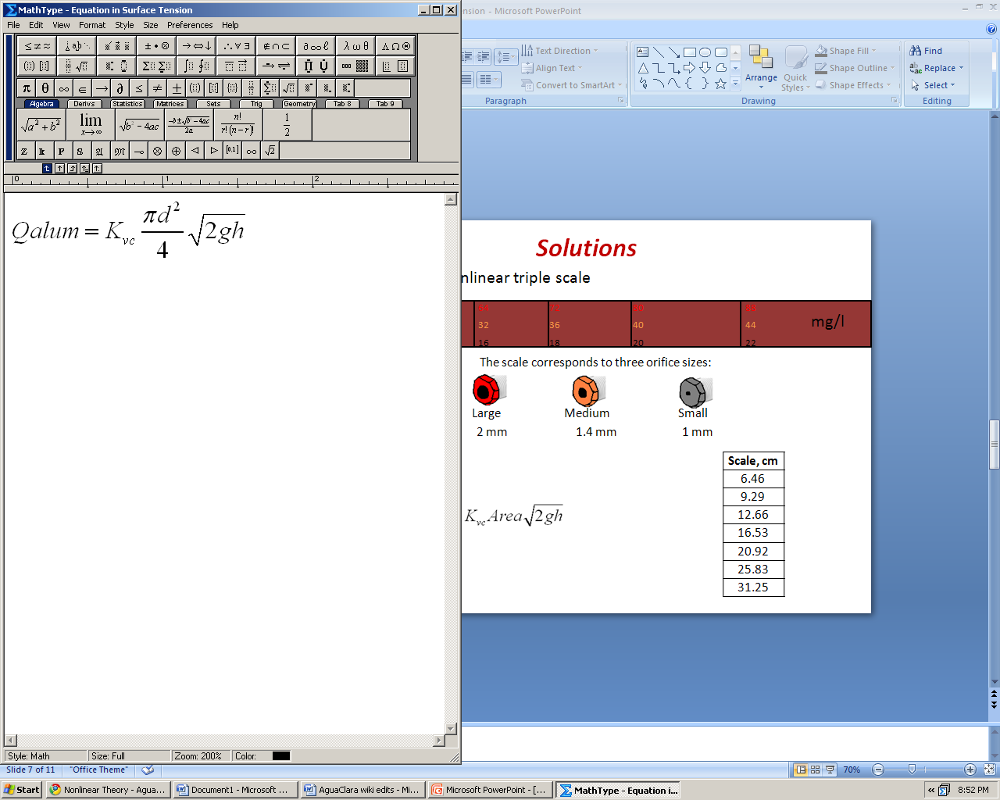 MathType - Equation in Surface Tension
File Edit View Format Style Size Preferences Help
Algebra Derivs Statistics Matrices Sets Trig Geometry Tab 8 Tab 9
0 1 2
Qalum = K_vc πd²/4 √2gh
Style: Math Size: Full Zoom: 200% Color:
nsion - Microsoft PowerPoint
Text Direction
Align Text
Convert to SmartArt
Paragraph
Arrange
Quick Styles
Shape Fill
Shape Outline
Shape Effects
Drawing
Find
Replace
Select
Editing
Solutions
nlinear triple scale
32 36 40 44 mg/l
16 18 20 22
The scale corresponds to three orifice sizes:
Large Medium Small
2 mm 1.4 mm 1 mm
Scale, cm
6.46
9.29
12.66
16.53
20.92
25.83
31.25
K_vc Area √2gh
Slide 7 of 11 "Office Theme" 70%
Start Nonlinear Theory - Agua... Document1 - Microsoft ... AguaClara wiki edits - Mi... Microsoft PowerPoint - [... MathType - Equation i... 8:52 PM